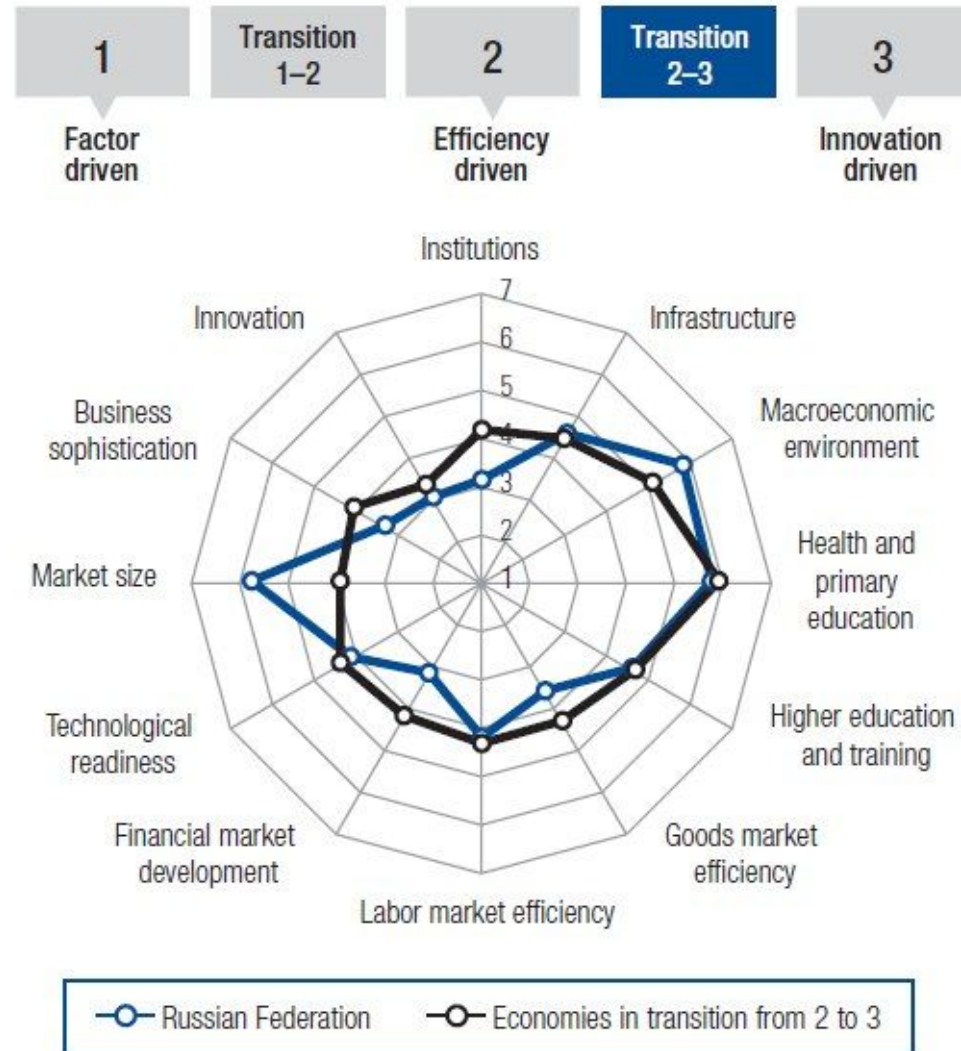 1
Transition
1–2
2
Transition
2–3
3
Factor
driven
Efficiency
driven
Innovation
driven
Institutions
7
6
5
4
3
2
1
Infrastructure
Macroeconomic
environment
Health and
primary
education
Higher education
and training
Goods market
efficiency
Labor market efficiency
Financial market
development
Technological
readiness
Market size
Business
sophistication
Innovation
Russian Federation
Economies in transition from 2 to 3